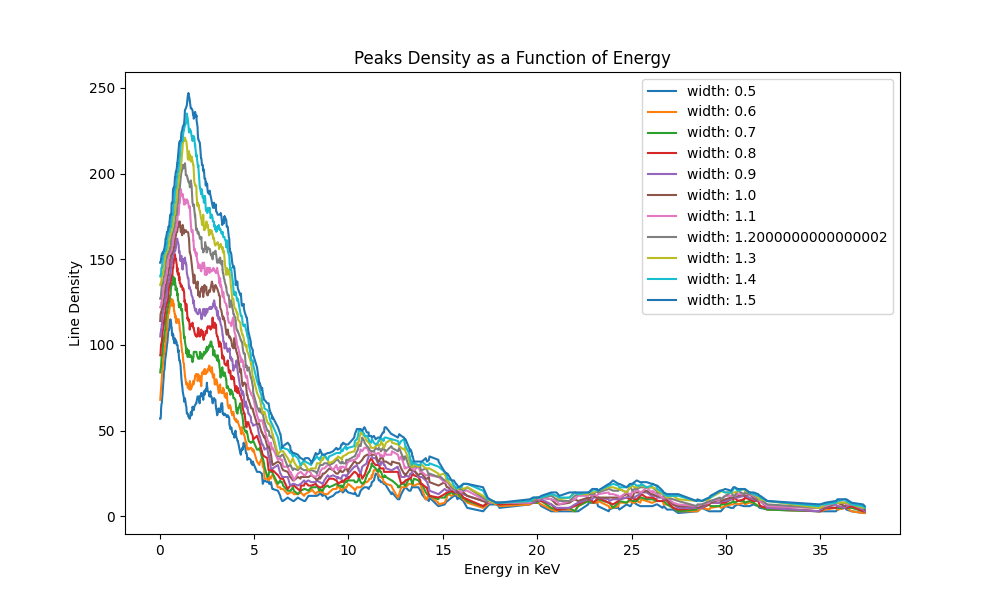 Peaks Density as a Function of Energy
250
200
150
100
50
0
Line Density
width: 0.5
width: 0.6
width: 0.7
width: 0.8
width: 0.9
width: 1.0
width: 1.1
width: 1.2000000000000002
width: 1.3
width: 1.4
width: 1.5
0 5 10 15 20 25 30 35
Energy in KeV